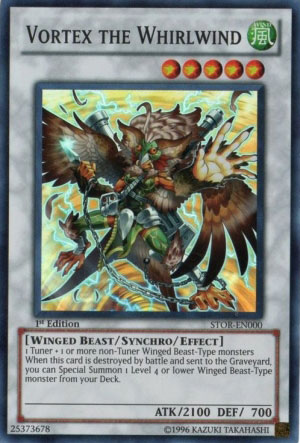 VORTEX THE WHIRLWIND
WIND
風
1st Edition
STOR-EN000
[WINGED BEAST/SYNCHRO/EFFECT]
1 Tuner + 1 or more non-Tuner Winged Beast-Type monsters
When this card is destroyed by battle and sent to the Graveyard,
you can Special Summon 1 Level 4 or lower Winged Beast-Type
monster from your Deck.
ATK/2100 DEF/ 700
25373678
©1996 KAZUKI TAKAHASHI